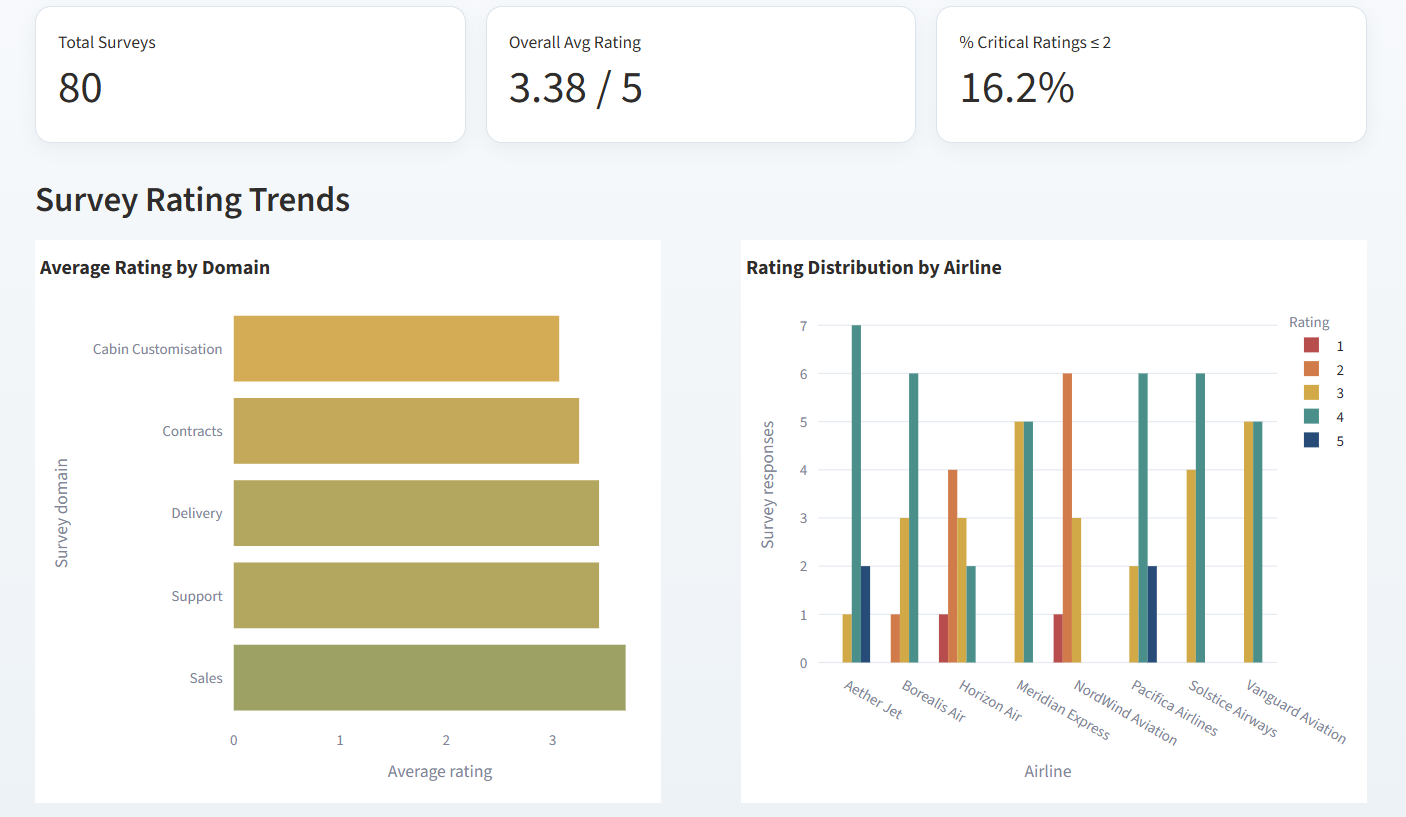 Total Surveys
80
Overall Avg Rating
3.38 / 5
% Critical Ratings ≤ 2
16.2%
Survey Rating Trends
Average Rating by Domain
Survey domain
Cabin Customisation
Contracts
Delivery
Support
Sales
0 1 2 3
Average rating
Rating Distribution by Airline
Survey responses
7
6
5
4
3
2
1
0
Aether Jet
Borealis Air
Horizon Air
Meridian Express
NordWind Aviation
Pacifica Airlines
Solstice Airways
Vanguard Aviation
Airline
Rating
1
2
3
4
5